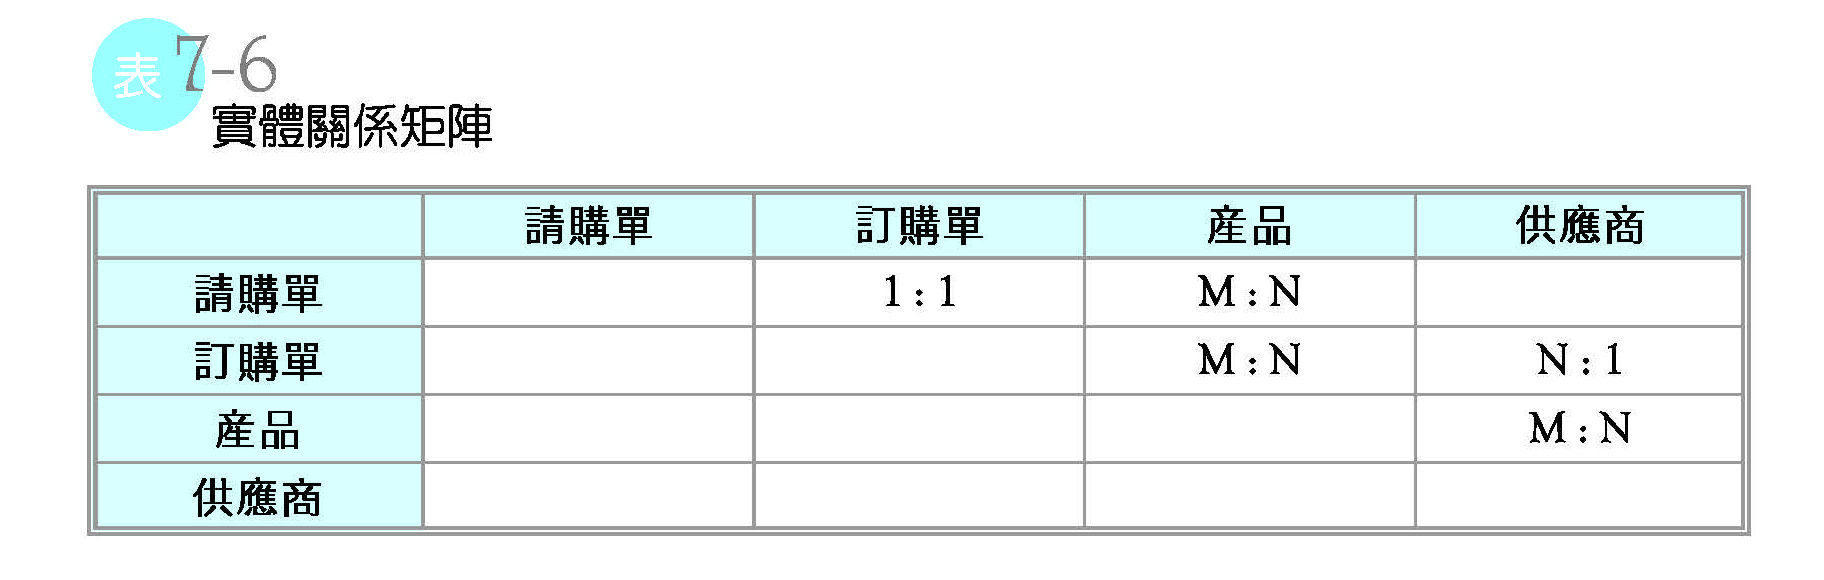 表 7-6
實體關係矩陣
請購單 訂購單 產品 供應商
請購單 1 : 1 M : N
訂購單 M : N N : 1
產品 M : N
供應商